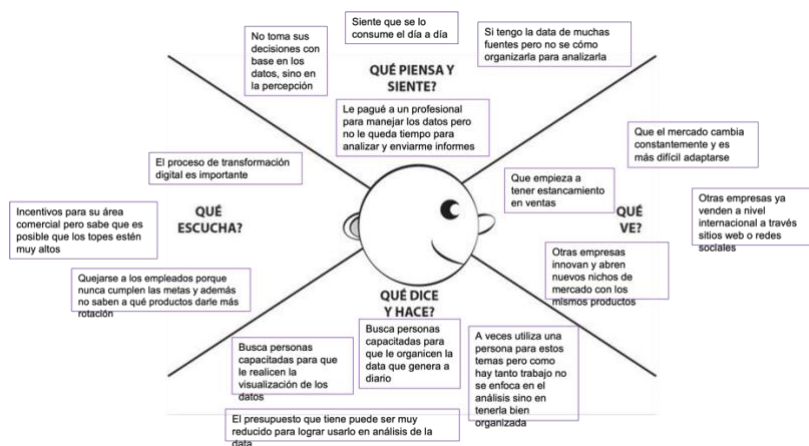 Siente que se lo
consume el día a día
No toma sus
decisiones con
base en los
datos, sino en
la percepción
Si tengo la data de muchas
fuentes pero no se cómo
organizarla para analizarla
QUÉ PIENSA Y
SIENTE?
Le pagué a un profesional
para manejar los datos pero
no le queda tiempo para
analizar y enviarme informes
Que el mercado cambia
constantemente y es
más difícil adaptarse
El proceso de transformación
digital es importante
Que empieza a
tener estancamiento
en ventas
Incentivos para su área
comercial pero sabe que es
posible que los topes estén
muy altos
QUÉ
ESCUCHA?
QUÉ
VE?
Otras empresas ya
venden a nivel
internacional a través
sitios web o redes
sociales
Otras empresas
innovan y abren
nuevos nichos de
mercado con los
mismos productos
Quejarse a los empleados porque
nunca cumplen las metas y además
no saben a qué productos darle más
rotación
QUÉ DICE
Y HACE?
Busca personas
capacitadas para que
le realicen la
visualización de los
datos
Busca personas
capacitadas para
que le organicen la
data que genera a
diario
A veces utiliza una
persona para estos
temas pero como
hay tanto trabajo no
se enfoca en el
análisis sino en
tenerla bien
organizada
El presupuesto que tiene puede ser muy
reducido para lograr usarlo en análisis de la
data